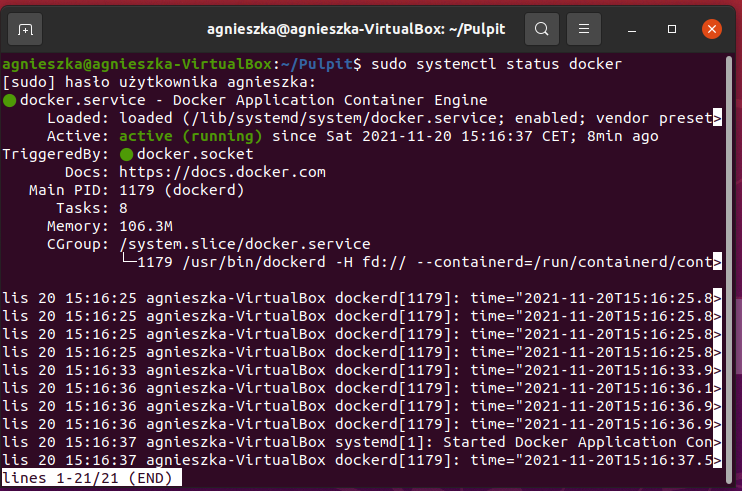 agnieszka@agnieszka-VirtualBox: ~/Pulpit
agnieszka@agnieszka-VirtualBox:~/Pulpit$ sudo systemctl status docker
[sudo] hasło użytkownika agnieszka:
● docker.service - Docker Application Container Engine
Loaded: loaded (/lib/systemd/system/docker.service; enabled; vendor preset>
Active: active (running) since Sat 2021-11-20 15:16:37 CET; 8min ago
TriggeredBy: ● docker.socket
Docs: https://docs.docker.com
Main PID: 1179 (dockerd)
Tasks: 8
Memory: 106.3M
CGroup: /system.slice/docker.service
└─1179 /usr/bin/dockerd -H fd:// --containerd=/run/containerd/cont>
lis 20 15:16:25 agnieszka-VirtualBox dockerd[1179]: time="2021-11-20T15:16:25.8>
lis 20 15:16:25 agnieszka-VirtualBox dockerd[1179]: time="2021-11-20T15:16:25.8>
lis 20 15:16:25 agnieszka-VirtualBox dockerd[1179]: time="2021-11-20T15:16:25.8>
lis 20 15:16:25 agnieszka-VirtualBox dockerd[1179]: time="2021-11-20T15:16:25.8>
lis 20 15:16:33 agnieszka-VirtualBox dockerd[1179]: time="2021-11-20T15:16:33.9>
lis 20 15:16:36 agnieszka-VirtualBox dockerd[1179]: time="2021-11-20T15:16:36.1>
lis 20 15:16:36 agnieszka-VirtualBox dockerd[1179]: time="2021-11-20T15:16:36.9>
lis 20 15:16:36 agnieszka-VirtualBox dockerd[1179]: time="2021-11-20T15:16:36.9>
lis 20 15:16:37 agnieszka-VirtualBox systemd[1]: Started Docker Application Con>
lis 20 15:16:37 agnieszka-VirtualBox dockerd[1179]: time="2021-11-20T15:16:37.5>
lines 1-21/21 (END)